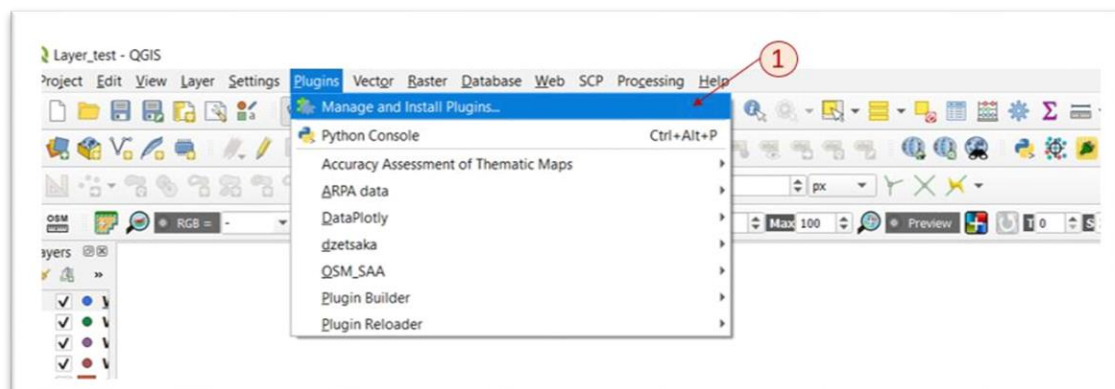 Layer_test - QGIS
1
Project Edit View Layer Settings Plugins Vector Raster Database Web SCP Processing Help
Manage and Install Plugins...
Python Console Ctrl+Alt+P
Accuracy Assessment of Thematic Maps
px
ARPA data
OSM RGB = - DataPlotly Max 100 Preview T 0 S
dzetsaka
ayers
QSM_SAA
Plugin Builder
Plugin Reloader